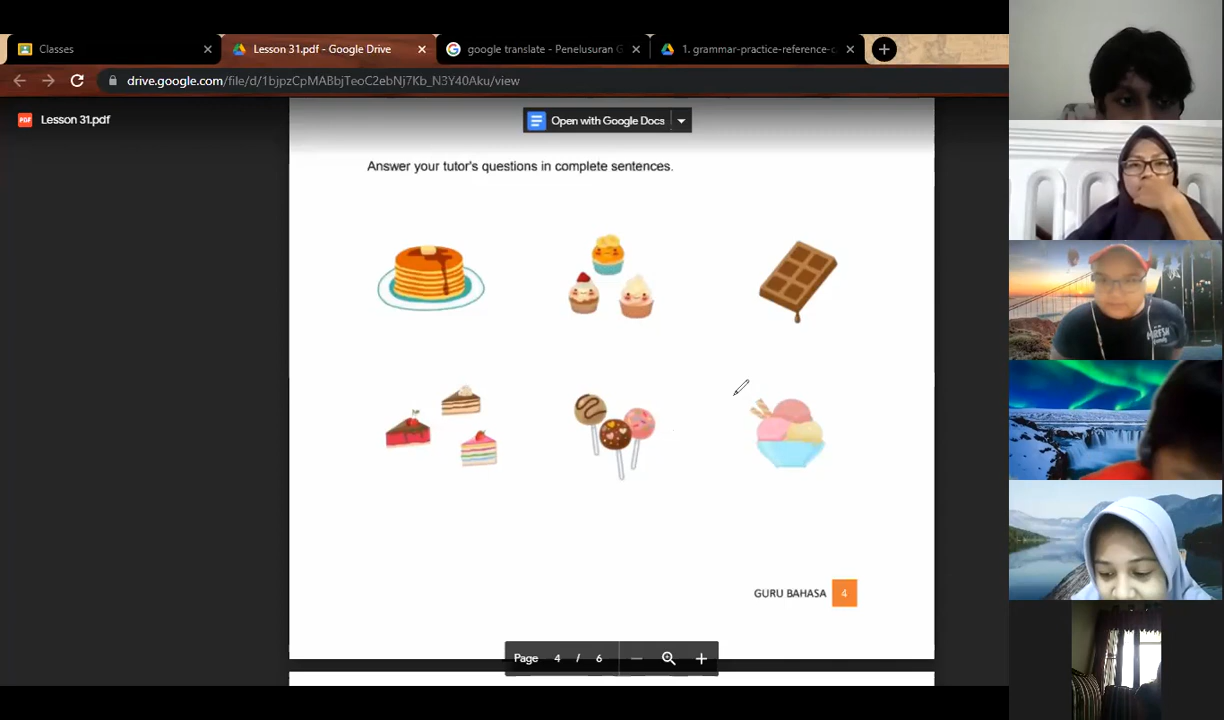 Classes
Lesson 31.pdf - Google Drive
google translate - Penelusuran G
1. grammar-practice-reference-c
drive.google.com/file/d/1bjpzCpMABbjTeoC2ebNj7Kb_N3Y40Aku/view
PDF
Lesson 31.pdf
Open with Google Docs
Answer your tutor's questions in complete sentences.
GURU BAHASA 4
Page 4 / 6